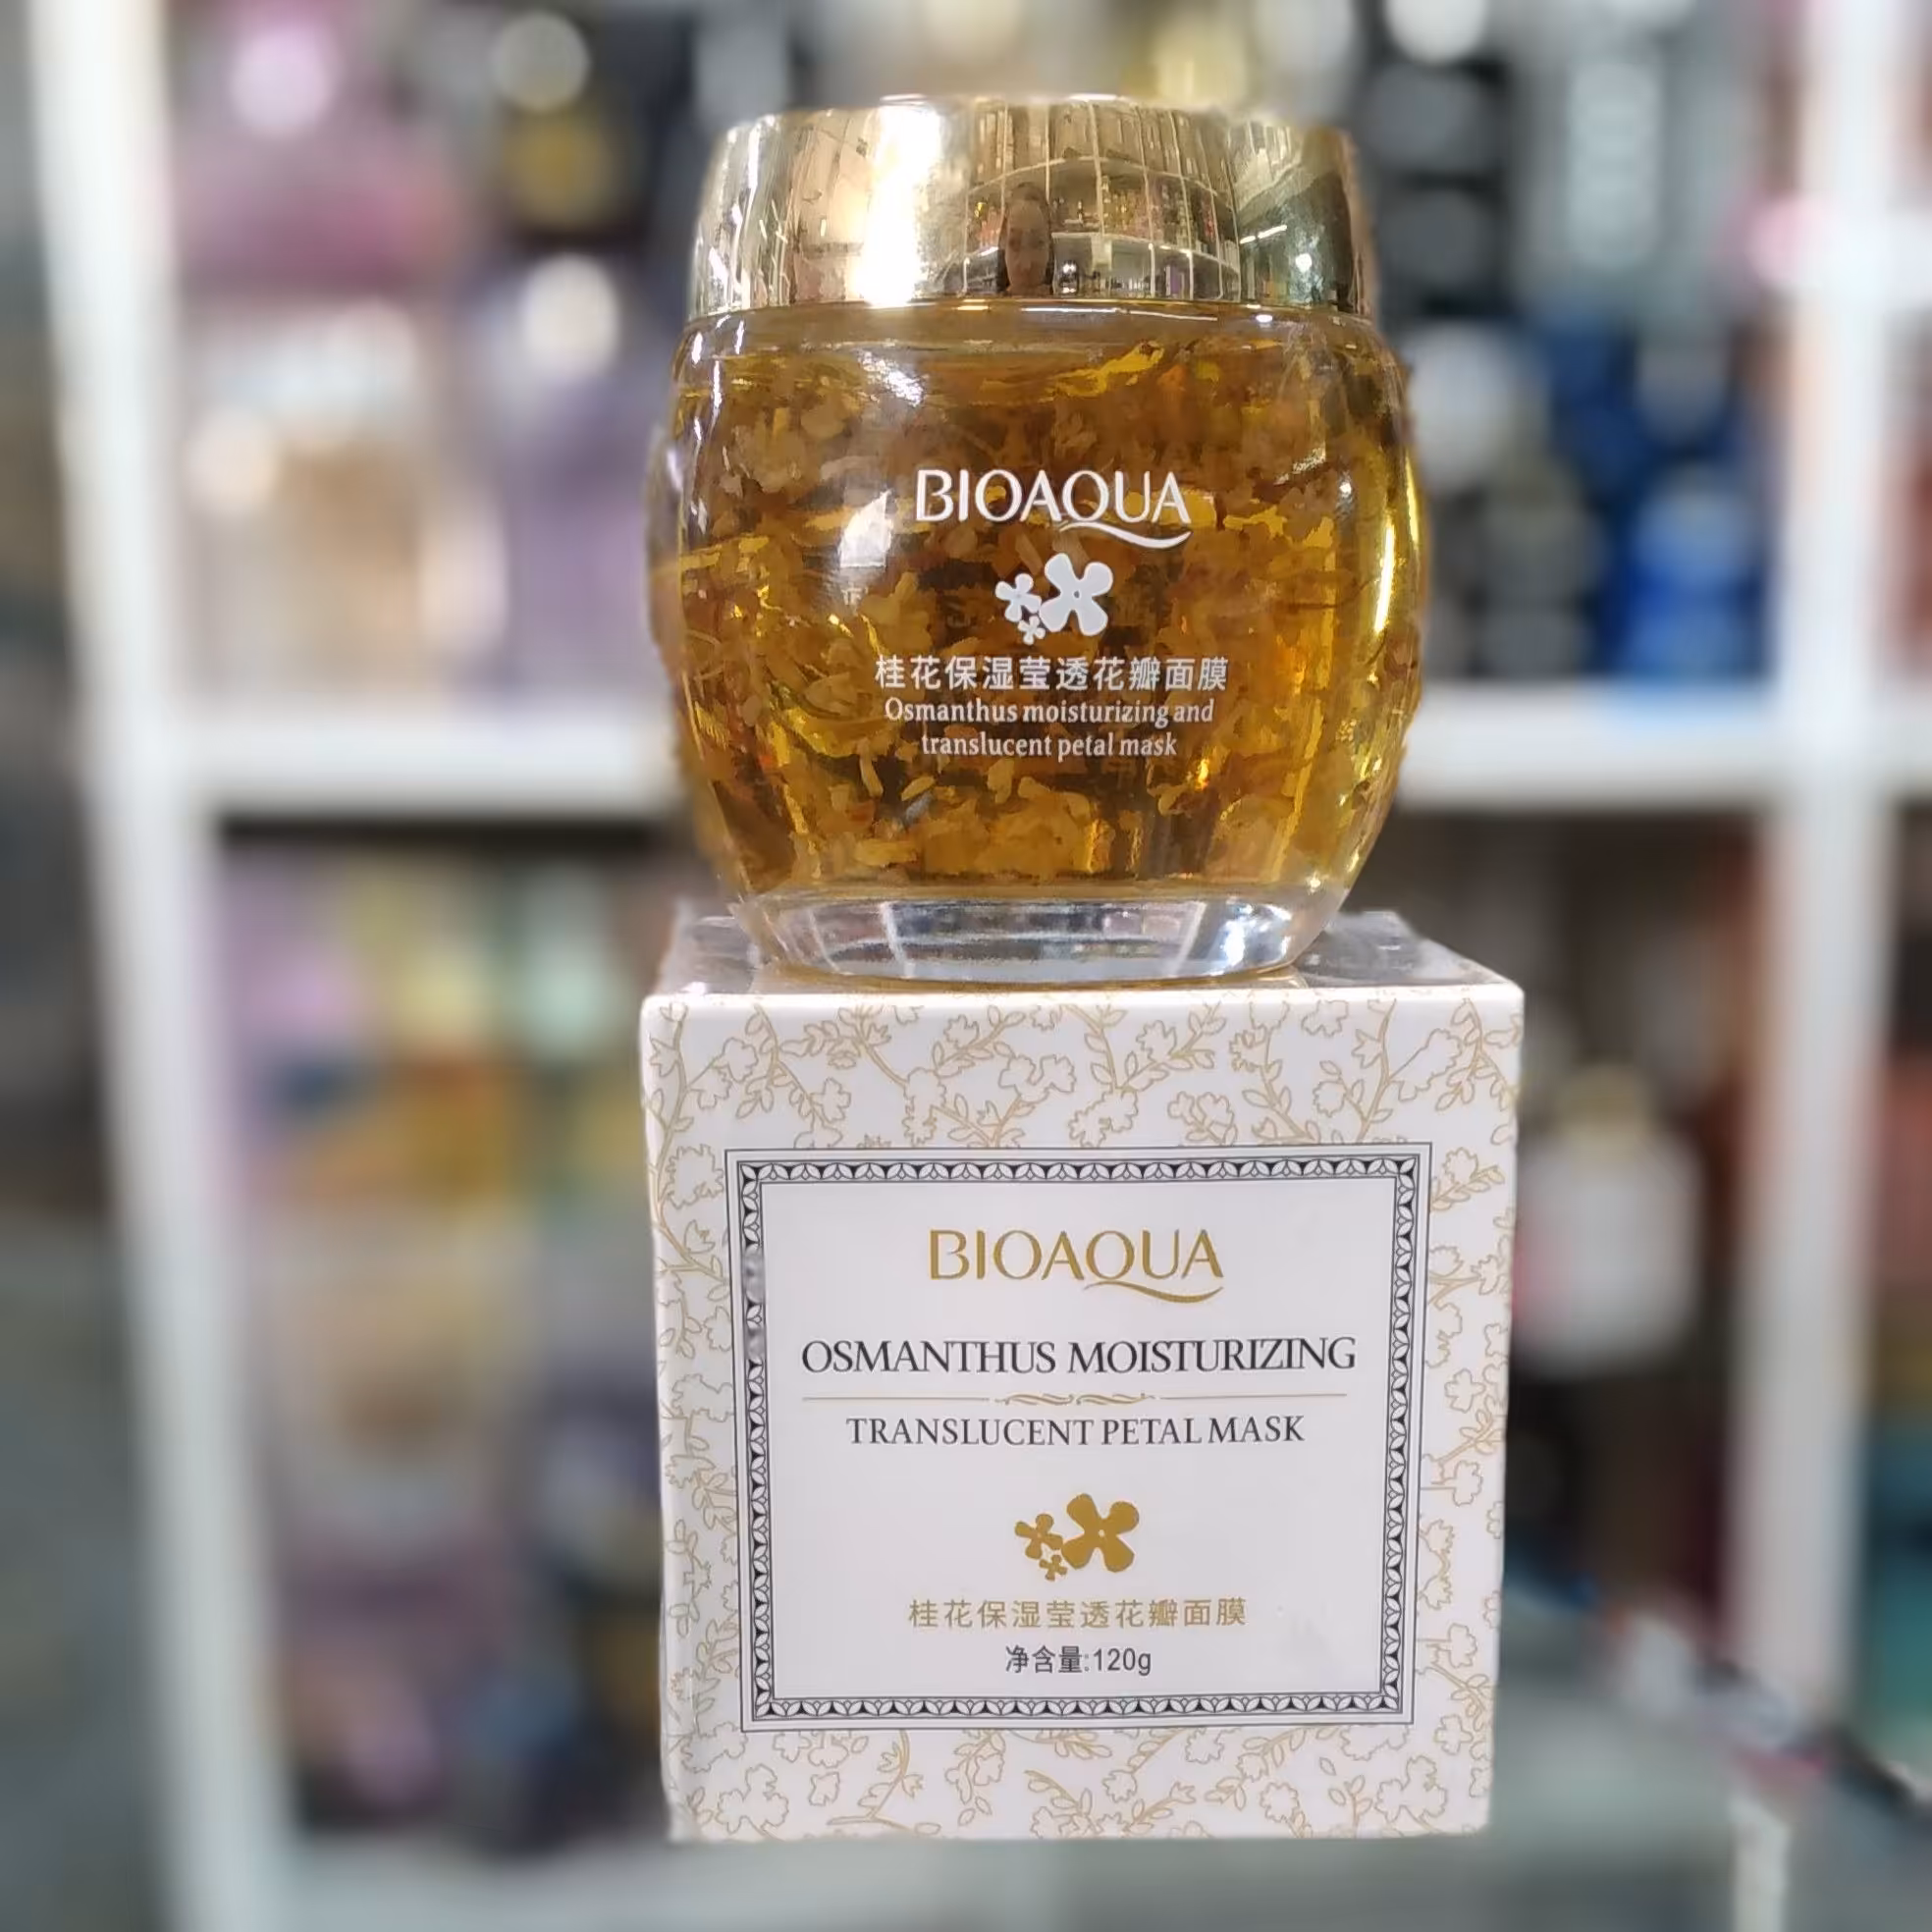 BIOAQUA
桂花保湿莹透花瓣面膜
Osmanthus moisturizing and
translucent petal mask
BIOAQUA
OSMANTHUS MOISTURIZING
TRANSLUCENT PETAL MASK
桂花保湿莹透花瓣面膜
净含量:120g